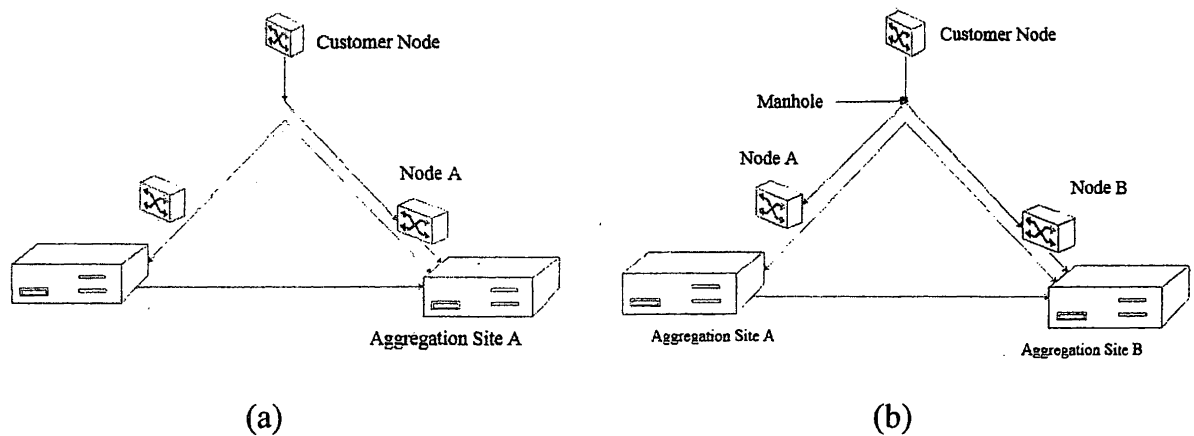 Customer Node
Node A
Aggregation Site A
(a)
Customer Node
Manhole
Node A
Node B
Aggregation Site A
Aggregation Site B
(b)